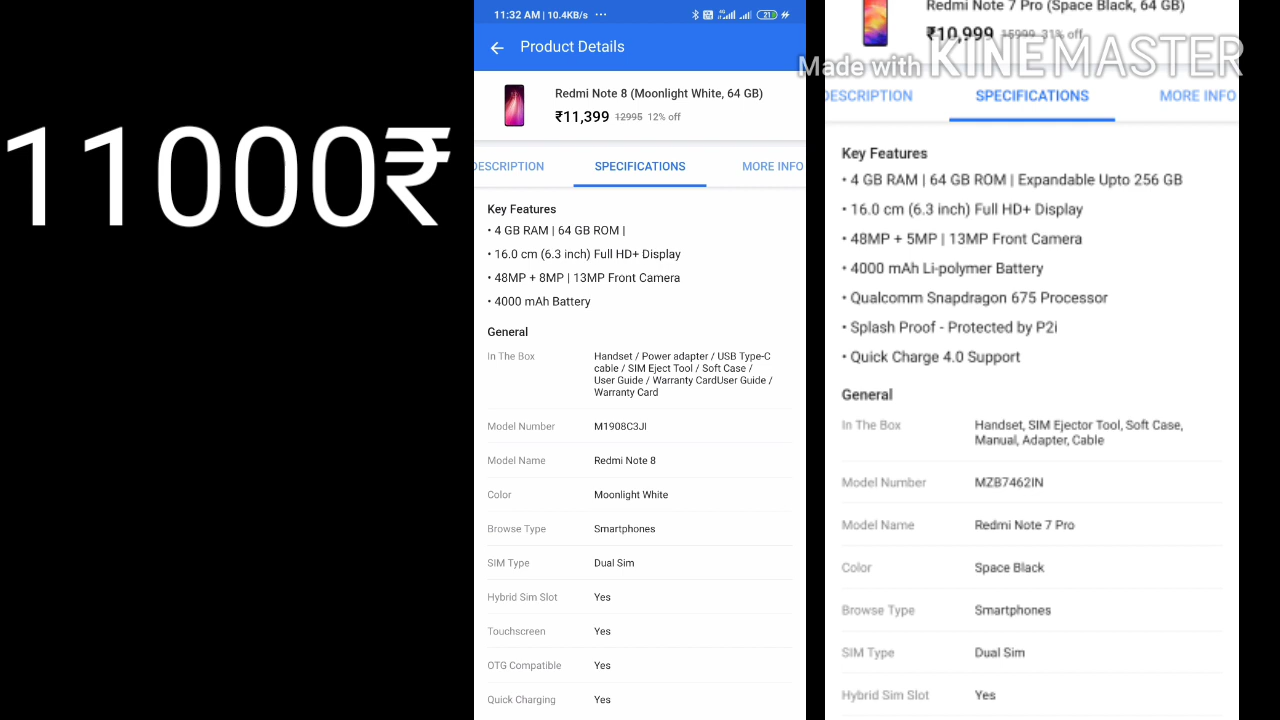 11000₹
11:32 AM | 10.4KB/s ...
4G
21
Product Details
Redmi Note 8 (Moonlight White, 64 GB)
₹11,399 12995 12% off
DESCRIPTION SPECIFICATIONS MORE INFO
Key Features
• 4 GB RAM | 64 GB ROM |
• 16.0 cm (6.3 inch) Full HD+ Display
• 48MP + 8MP | 13MP Front Camera
• 4000 mAh Battery
General
In The Box Handset / Power adapter / USB Type-C
cable / SIM Eject Tool / Soft Case /
User Guide / Warranty CardUser Guide /
Warranty Card
Model Number M1908C3JI
Model Name Redmi Note 8
Color Moonlight White
Browse Type Smartphones
SIM Type Dual Sim
Hybrid Sim Slot Yes
Touchscreen Yes
OTG Compatible Yes
Quick Charging Yes
Redmi Note 7 Pro (Space Black, 64 GB)
₹10,999 15999 31% off
Made with KINEMASTER
DESCRIPTION SPECIFICATIONS MORE INFO
Key Features
• 4 GB RAM | 64 GB ROM | Expandable Upto 256 GB
• 16.0 cm (6.3 inch) Full HD+ Display
• 48MP + 5MP | 13MP Front Camera
• 4000 mAh Li-polymer Battery
• Qualcomm Snapdragon 675 Processor
• Splash Proof - Protected by P2i
• Quick Charge 4.0 Support
General
In The Box Handset, SIM Ejector Tool, Soft Case,
Manual, Adapter, Cable
Model Number MZB7462IN
Model Name Redmi Note 7 Pro
Color Space Black
Browse Type Smartphones
SIM Type Dual Sim
Hybrid Sim Slot Yes